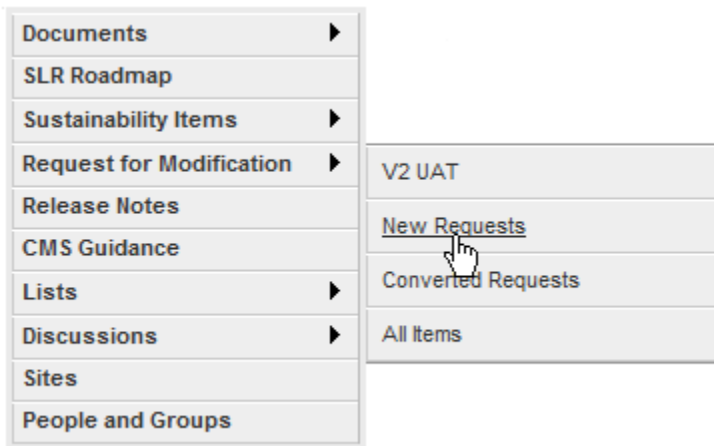 Documents
SLR Roadmap
Sustainability Items
Request for Modification
Release Notes
CMS Guidance
Lists
Discussions
Sites
People and Groups
V2 UAT
New Requests
Converted Requests
All Items